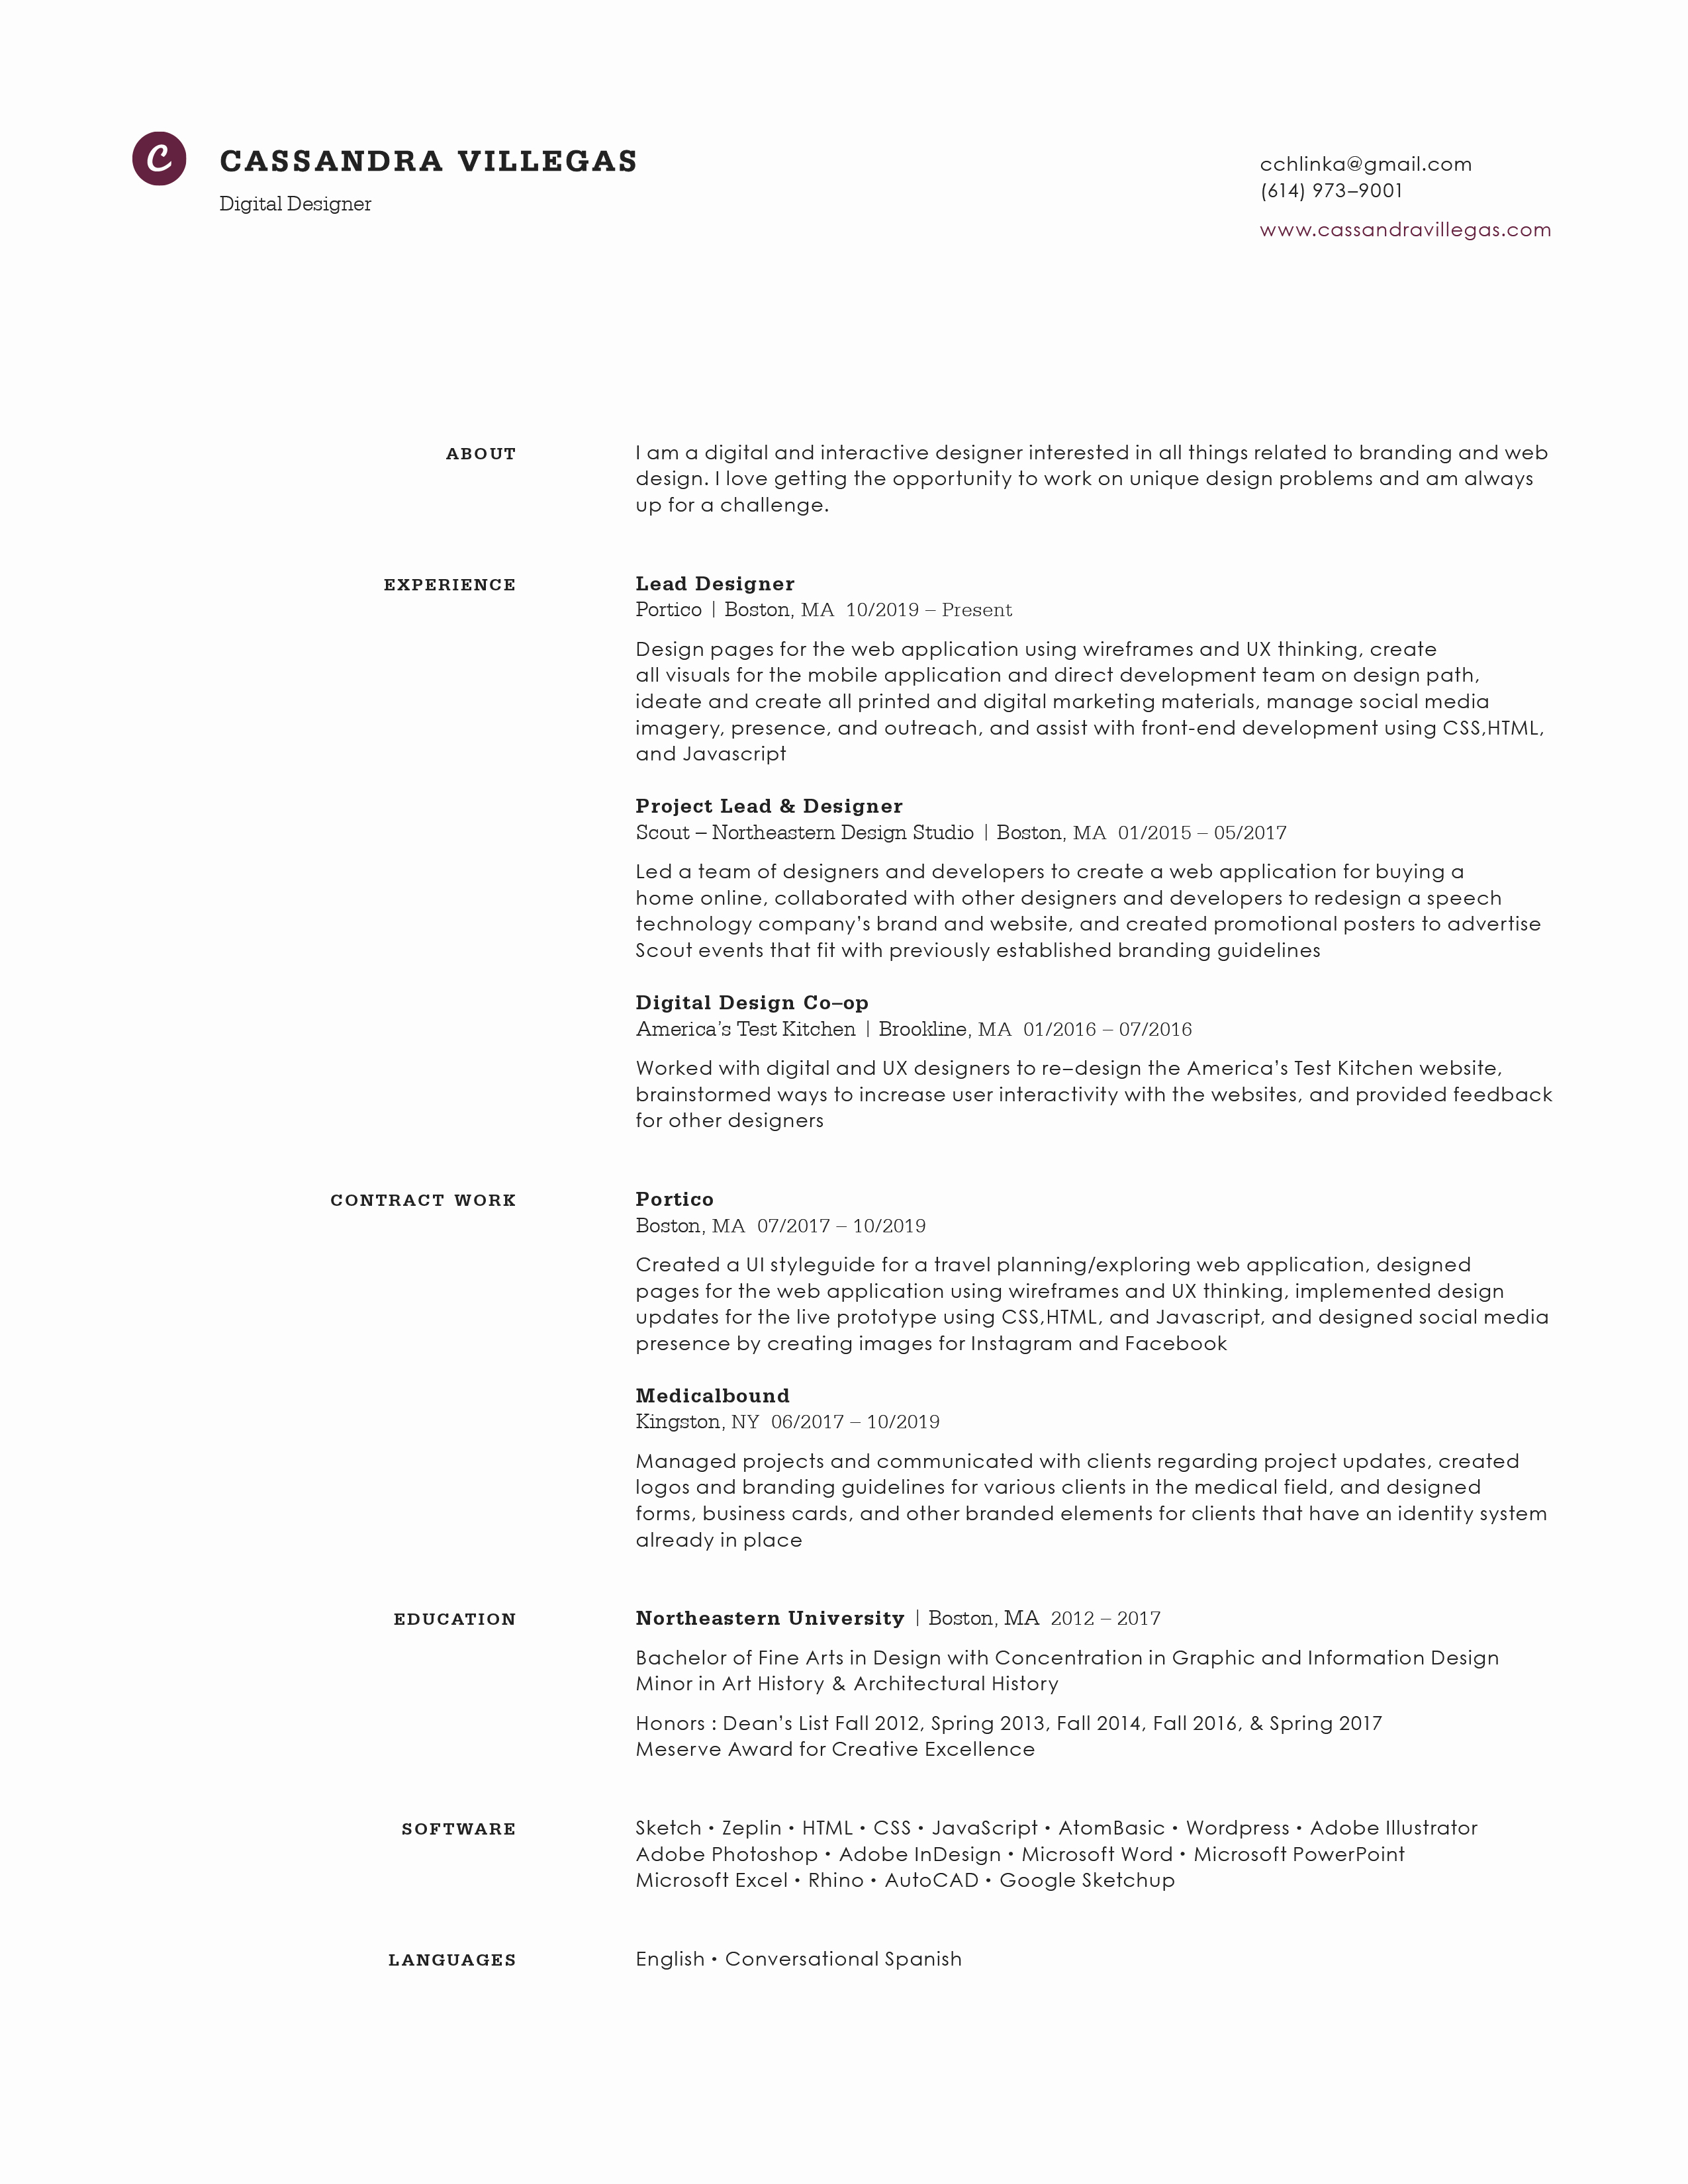 C
CASSANDRA VILLEGAS
Digital Designer
cchlinka@gmail.com
(614) 973–9001
www.cassandravillegas.com
ABOUT
I am a digital and interactive designer interested in all things related to branding and web
design. I love getting the opportunity to work on unique design problems and am always
up for a challenge.
EXPERIENCE
Lead Designer
Portico | Boston, MA 10/2019 – Present
Design pages for the web application using wireframes and UX thinking, create
all visuals for the mobile application and direct development team on design path,
ideate and create all printed and digital marketing materials, manage social media
imagery, presence, and outreach, and assist with front-end development using CSS,HTML,
and Javascript
Project Lead & Designer
Scout – Northeastern Design Studio | Boston, MA 01/2015 – 05/2017
Led a team of designers and developers to create a web application for buying a
home online, collaborated with other designers and developers to redesign a speech
technology company’s brand and website, and created promotional posters to advertise
Scout events that fit with previously established branding guidelines
Digital Design Co–op
America’s Test Kitchen | Brookline, MA 01/2016 – 07/2016
Worked with digital and UX designers to re–design the America’s Test Kitchen website,
brainstormed ways to increase user interactivity with the websites, and provided feedback
for other designers
CONTRACT WORK
Portico
Boston, MA 07/2017 – 10/2019
Created a UI styleguide for a travel planning/exploring web application, designed
pages for the web application using wireframes and UX thinking, implemented design
updates for the live prototype using CSS,HTML, and Javascript, and designed social media
presence by creating images for Instagram and Facebook
Medicalbound
Kingston, NY 06/2017 – 10/2019
Managed projects and communicated with clients regarding project updates, created
logos and branding guidelines for various clients in the medical field, and designed
forms, business cards, and other branded elements for clients that have an identity system
already in place
EDUCATION
Northeastern University | Boston, MA 2012 – 2017
Bachelor of Fine Arts in Design with Concentration in Graphic and Information Design
Minor in Art History & Architectural History
Honors : Dean’s List Fall 2012, Spring 2013, Fall 2014, Fall 2016, & Spring 2017
Meserve Award for Creative Excellence
SOFTWARE
Sketch • Zeplin • HTML • CSS • JavaScript • AtomBasic • Wordpress • Adobe Illustrator
Adobe Photoshop • Adobe InDesign • Microsoft Word • Microsoft PowerPoint
Microsoft Excel • Rhino • AutoCAD • Google Sketchup
LANGUAGES
English • Conversational Spanish